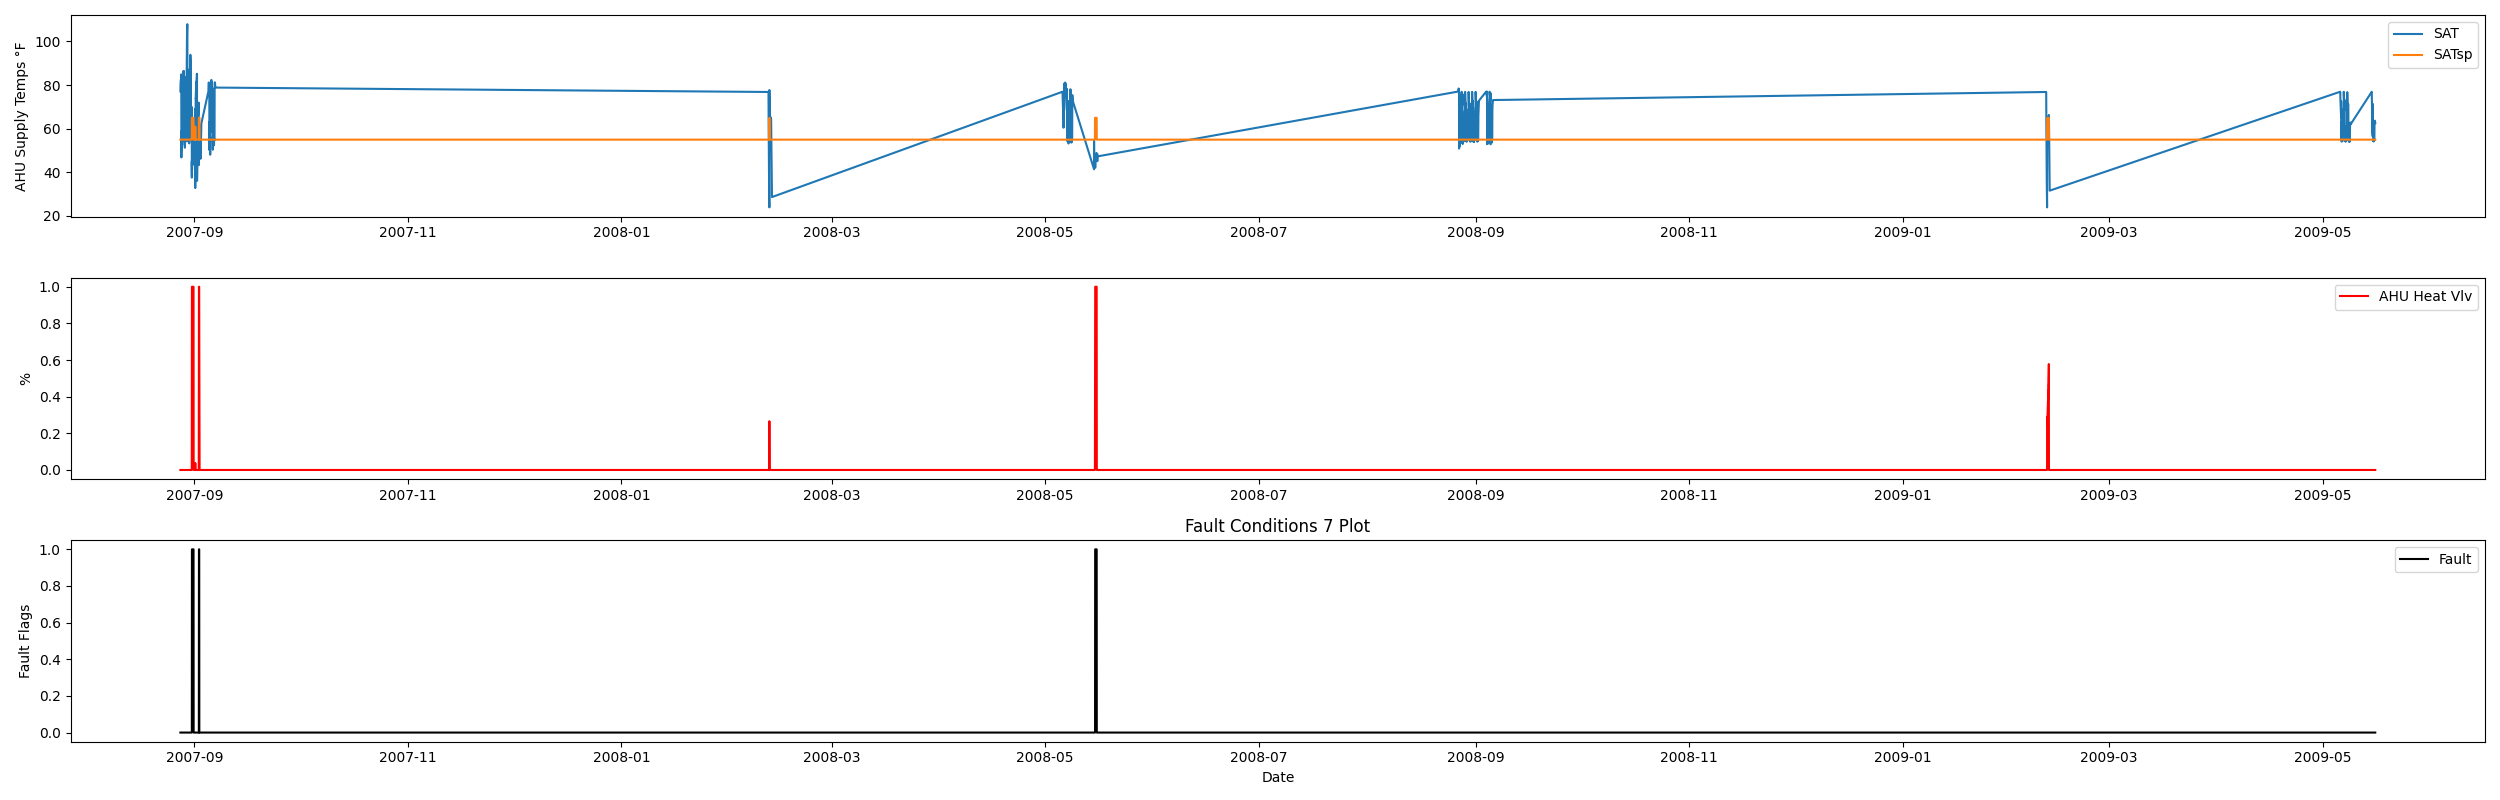 AHU Supply Temps °F
100
80
60
40
20
SAT
SATsp
2007-09 2007-11 2008-01 2008-03 2008-05 2008-07 2008-09 2008-11 2009-01 2009-03 2009-05
%
1.0
0.8
0.6
0.4
0.2
0.0
AHU Heat Vlv
2007-09 2007-11 2008-01 2008-03 2008-05 2008-07 2008-09 2008-11 2009-01 2009-03 2009-05
Fault Conditions 7 Plot
Fault Flags
1.0
0.8
0.6
0.4
0.2
0.0
Fault
2007-09 2007-11 2008-01 2008-03 2008-05 2008-07 2008-09 2008-11 2009-01 2009-03 2009-05
Date